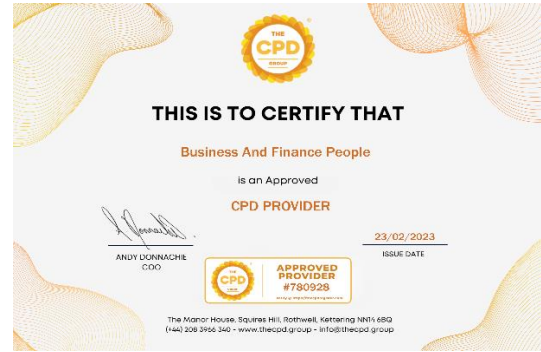 THE
CPD
GROUP
THIS IS TO CERTIFY THAT
Business And Finance People
is an Approved
CPD PROVIDER
23/02/2023
ISSUE DATE
ANDY DONNACHIE
COO
THE
CPD
APPROVED
PROVIDER
#780928
The Manor House, Squires Hill, Rothwell, Kettering NN14 6BQ
(+44) 208 3966 340 - www.thecpd.group - info@thecpd.group